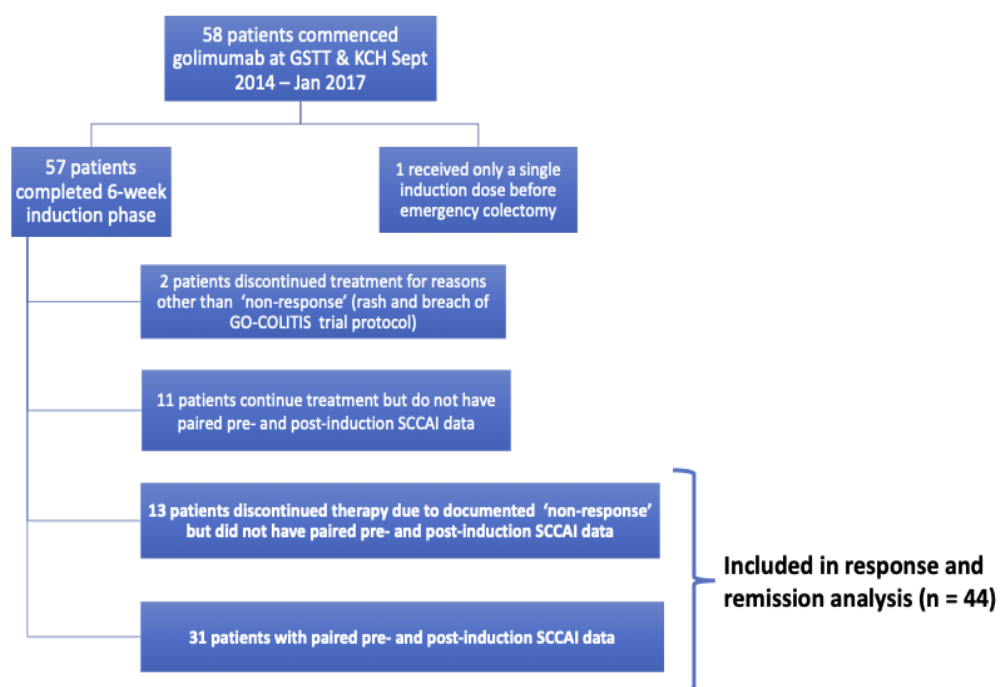 58 patients commenced
golimumab at GSTT & KCH Sept
2014 – Jan 2017
57 patients
completed 6-week
induction phase
1 received only a single
induction dose before
emergency colectomy
2 patients discontinued treatment for reasons
other than ‘non-response’ (rash and breach of
GO-COLITIS trial protocol)
11 patients continue treatment but do not have
paired pre- and post-induction SCCAI data
13 patients discontinued therapy due to documented ‘non-response’
but did not have paired pre- and post-induction SCCAI data
31 patients with paired pre- and post-induction SCCAI data
Included in response and
remission analysis (n = 44)